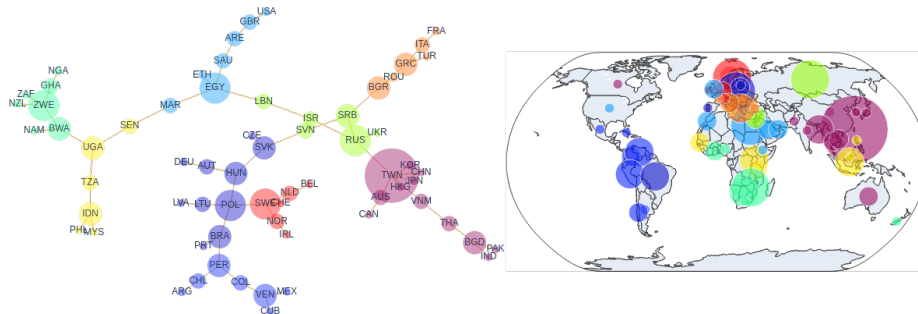 USA
GBR
ARE
SAU
ETH
EGY
MAR
LBN
NGA
GHA
ZAF
NZL
ZWE
NAM
BWA
SEN
UGA
TZA
IDN
PHL
MYS
FRA
ITA
TUR
GRC
ROU
BGR
ISR
SRB
SVN
UKR
RUS
CZE
SVK
DEU
AUT
HUN
LVA
LTU
POL
SWE
NLD
BEL
CHE
NOR
IRL
BRA
PRT
PER
CHL
ARG
COL
VEN
MEX
CUB
KOR
CHN
TWN
JPN
HKG
AUS
CAN
VNM
THA
BGD
PAK
IND